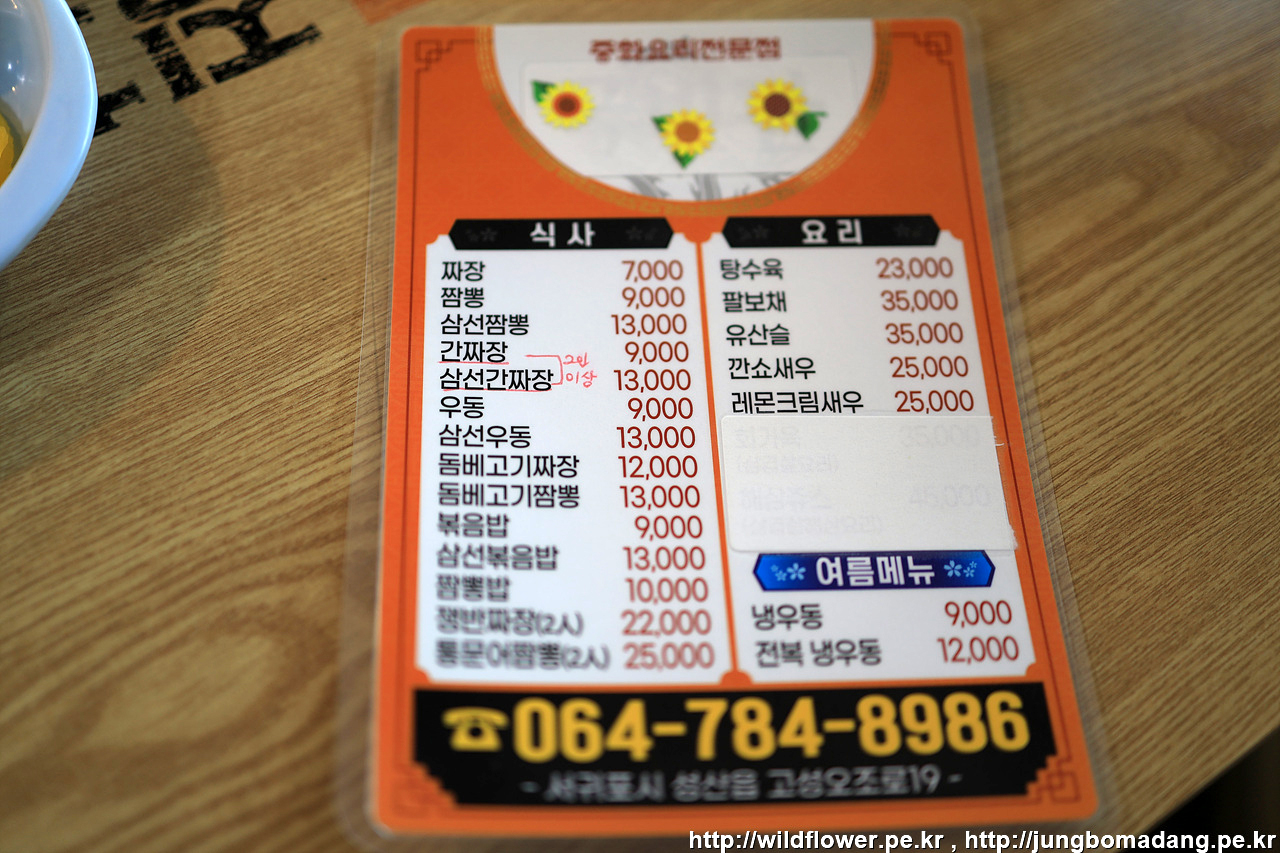 중화요리전문점
식사
짜장 7,000
짬뽕 9,000
삼선짬뽕 13,000
간짜장 9,000
삼선간짜장 13,000
2인
이상
우동 9,000
삼선우동 13,000
돔베고기짜장 12,000
돔베고기짬뽕 13,000
볶음밥 9,000
삼선볶음밥 13,000
짬뽕밥 10,000
쟁반짜장(2人) 22,000
통문어짬뽕(2人) 25,000
요리
탕수육 23,000
팔보채 35,000
유산슬 35,000
깐쇼새우 25,000
레몬크림새우 25,000
여름메뉴
냉우동 9,000
전복 냉우동 12,000
☎064-784-8986
- 서귀포시 성산읍 고성오조로19 -
http://wildflower.pe.kr , http://jungbomadang.pe.kr